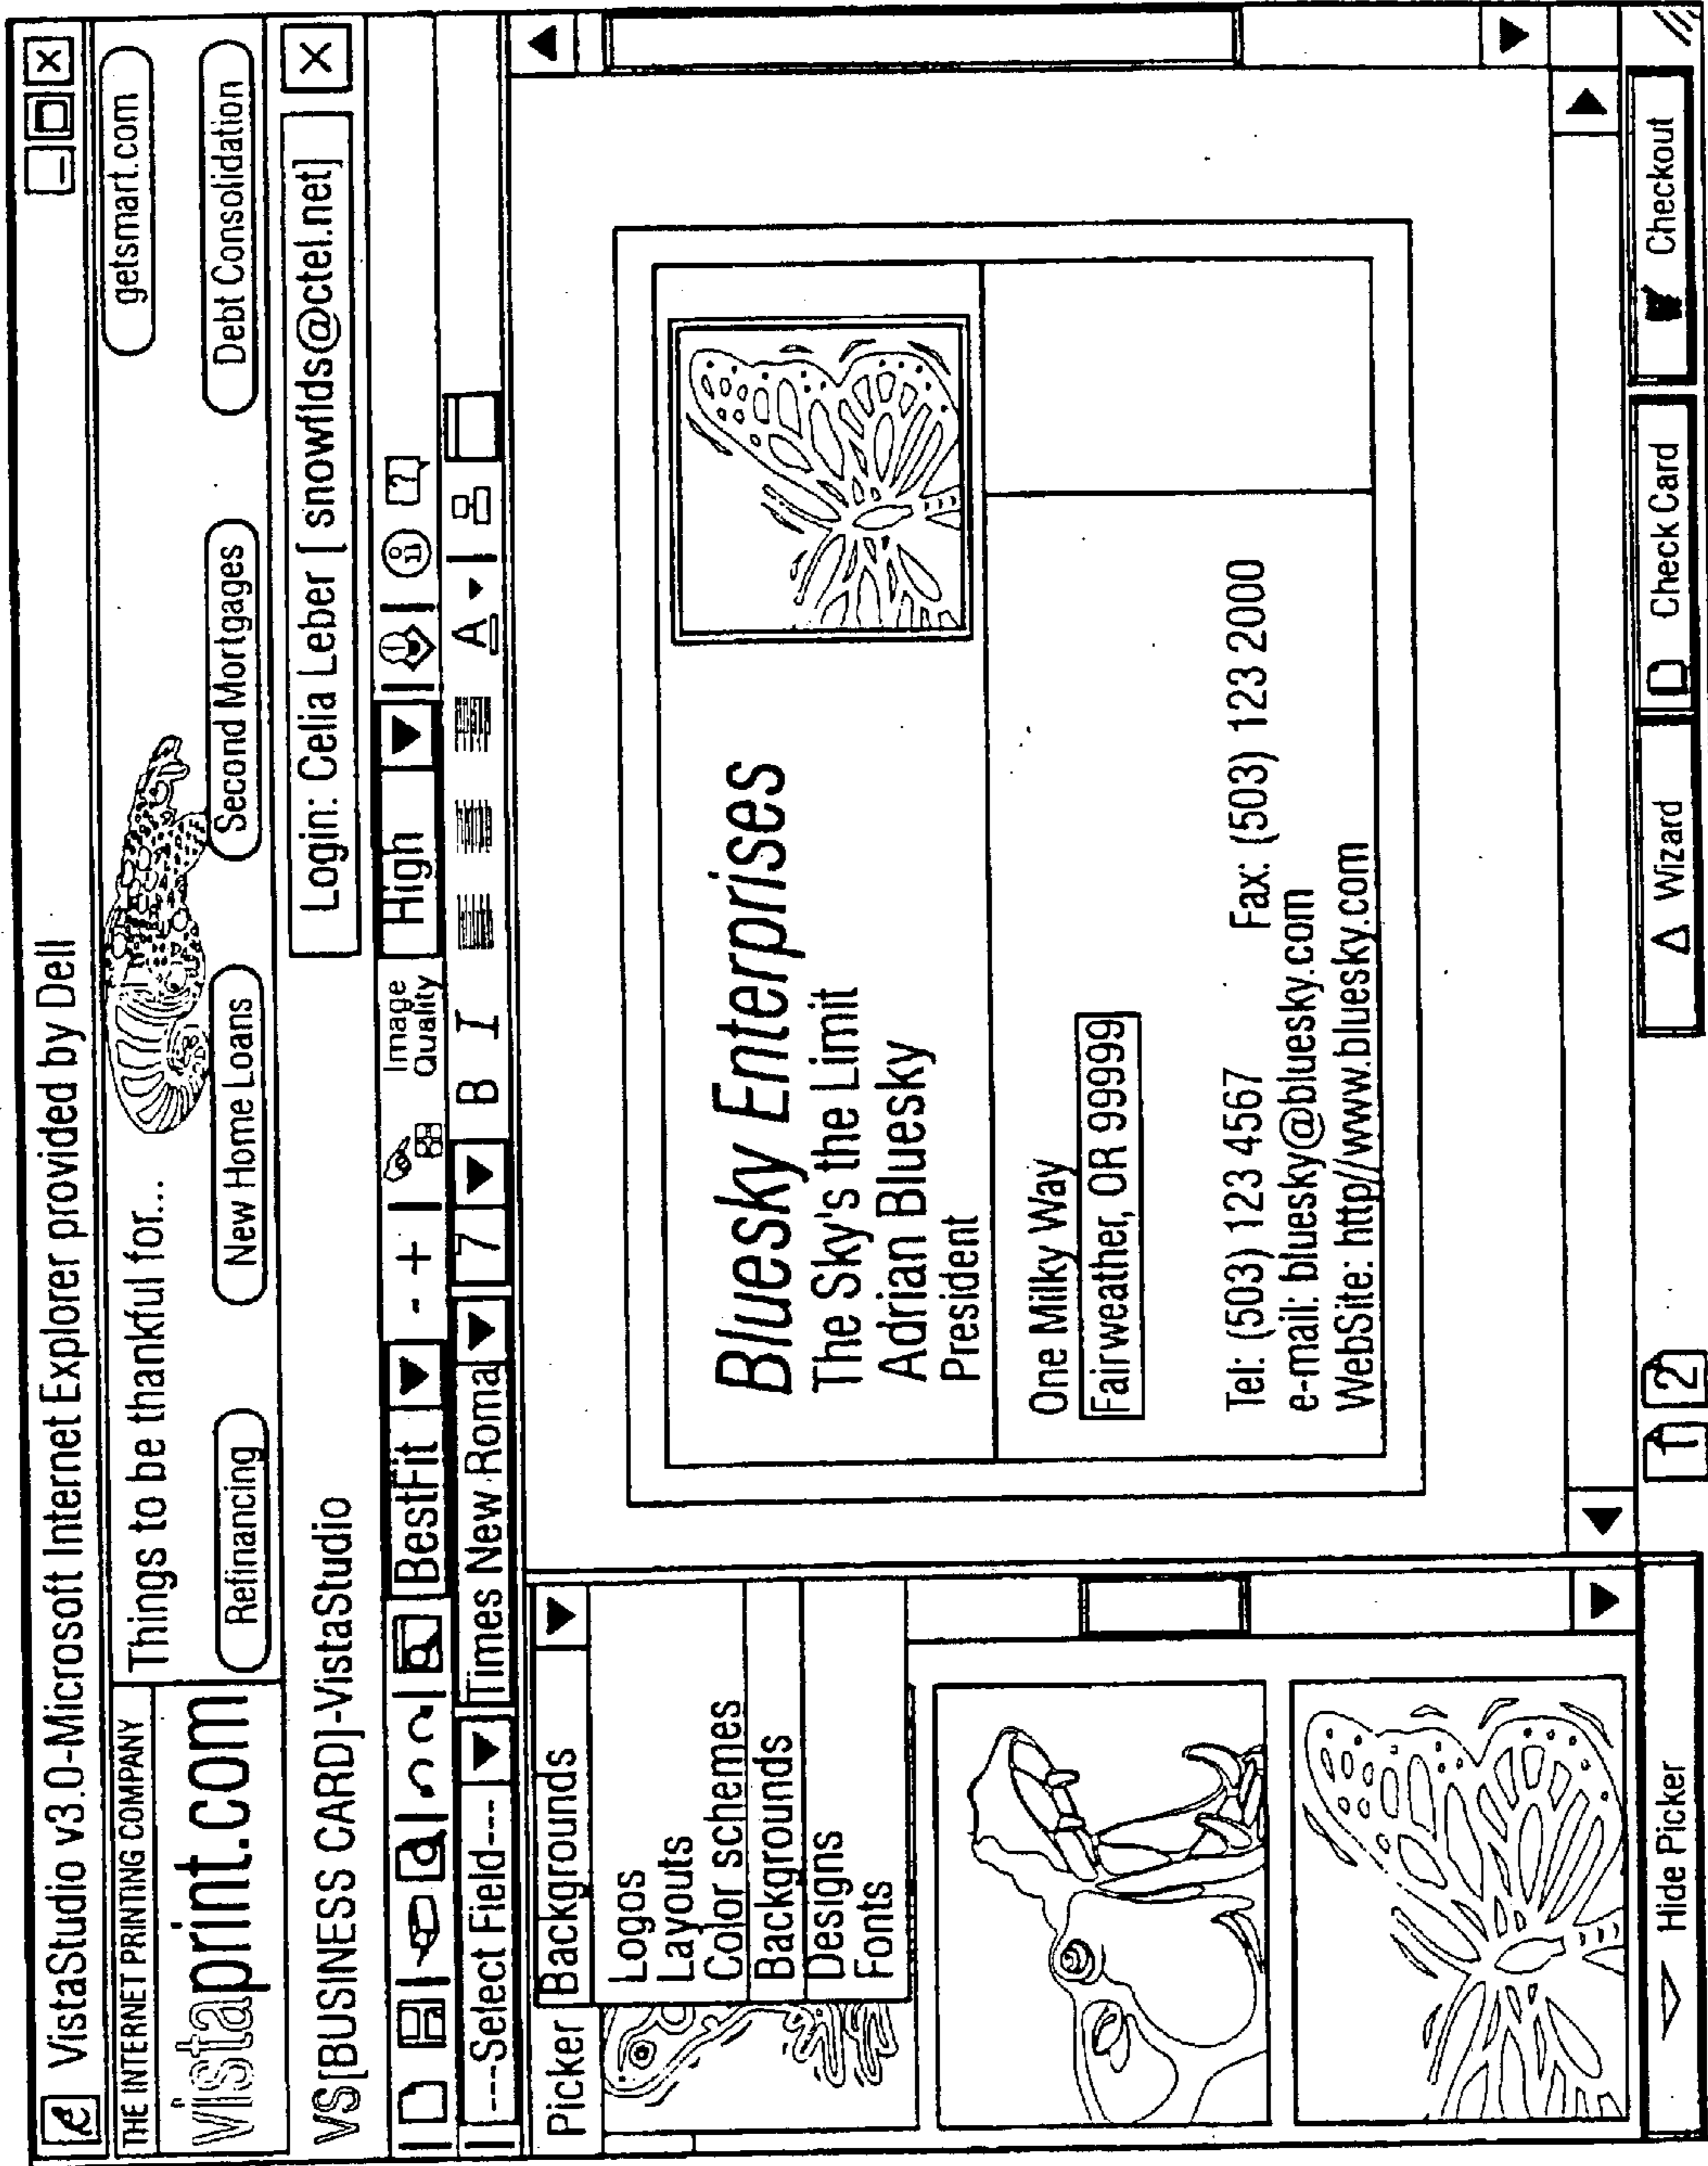 VistaStudio v3.0-Microsoft Internet Explorer provided by Dell
THE INTERNET PRINTING COMPANY
vistaprint.com
Things to be thankful for...
getsmart.com
Refinancing
New Home Loans
Second Mortgages
Debt Consolidation
VS[BUSINESS CARD]-VistaStudio
Login: Celia Leber [ snowflds@ctel.net]
BestFit
- +
Image
Quality
High
----Select Field---
Times New Roma
7
B I
A
Picker
Backgrounds
Logos
Layouts
Color schemes
Backgrounds
Designs
Fonts
Bluesky Enterprises
The Sky's the Limit
Adrian Bluesky
President
One Milky Way
Fairweather, OR 99999
Tel: (503) 123 4567 Fax: (503) 123 2000
e-mail: bluesky@bluesky.com
WebSite: http//www.bluesky.com
Hide Picker
1 2
Wizard
Check Card
Checkout